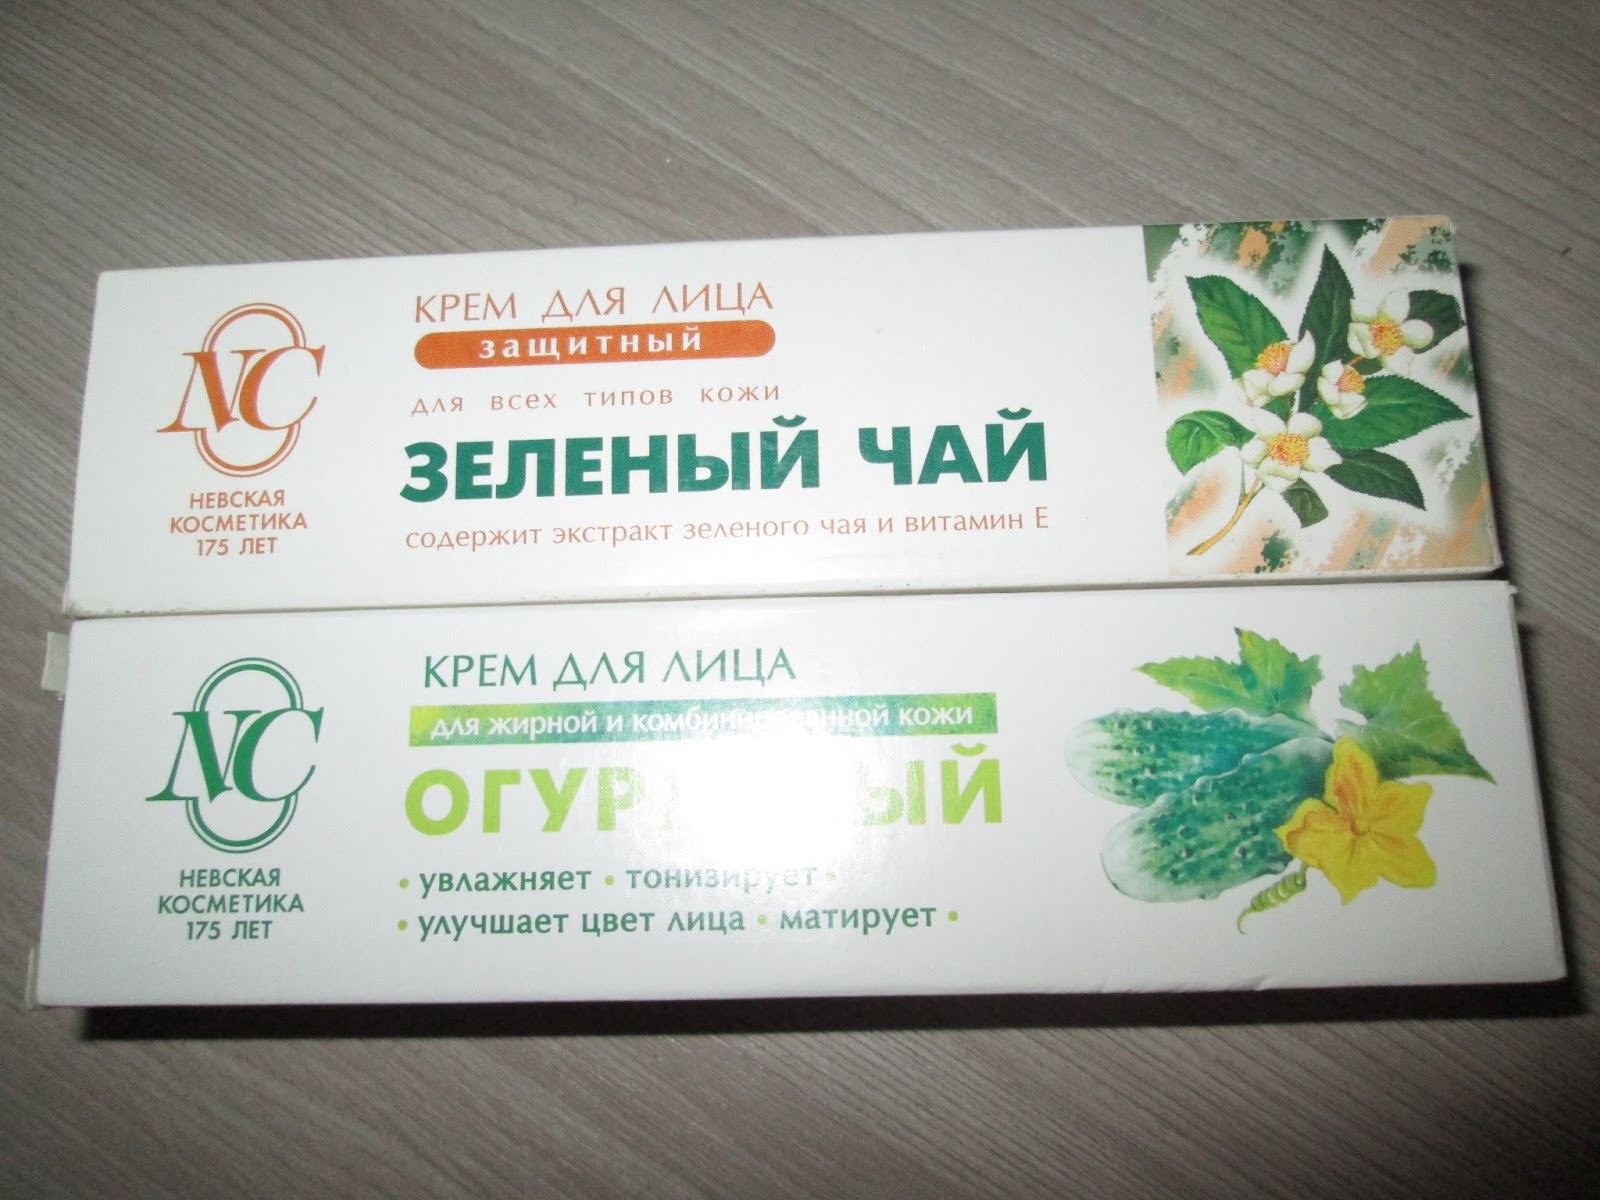 NC
НЕВСКАЯ
КОСМЕТИКА
175 ЛЕТ
КРЕМ ДЛЯ ЛИЦА
защитный
для всех типов кожи
ЗЕЛЕНЫЙ ЧАЙ
содержит экстракт зеленого чая и витамин Е
NC
НЕВСКАЯ
КОСМЕТИКА
175 ЛЕТ
КРЕМ ДЛЯ ЛИЦА
для жирной и комбинированной кожи
• увлажняет • тонизирует •
• улучшает цвет лица • матирует •